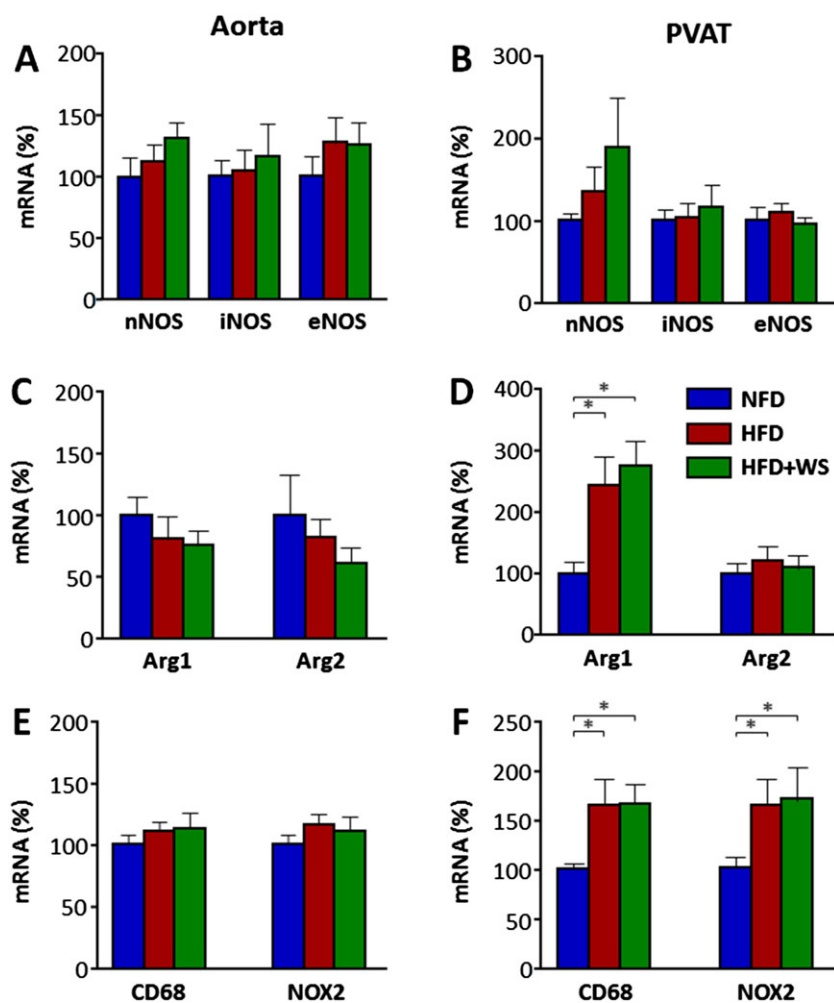 Aorta
A
200
150
100
50
0
mRNA (%)
nNOS iNOS eNOS
PVAT
B
300
200
100
0
mRNA (%)
nNOS iNOS eNOS
C
200
150
100
50
0
mRNA (%)
Arg1 Arg2
D
400
300
300
100
0
mRNA (%)
* *
NFD
HFD
HFD+WS
Arg1 Arg2
E
200
150
100
50
0
mRNA (%)
CD68 NOX2
F
250
200
150
100
50
0
mRNA (%)
* * * *
CD68 NOX2